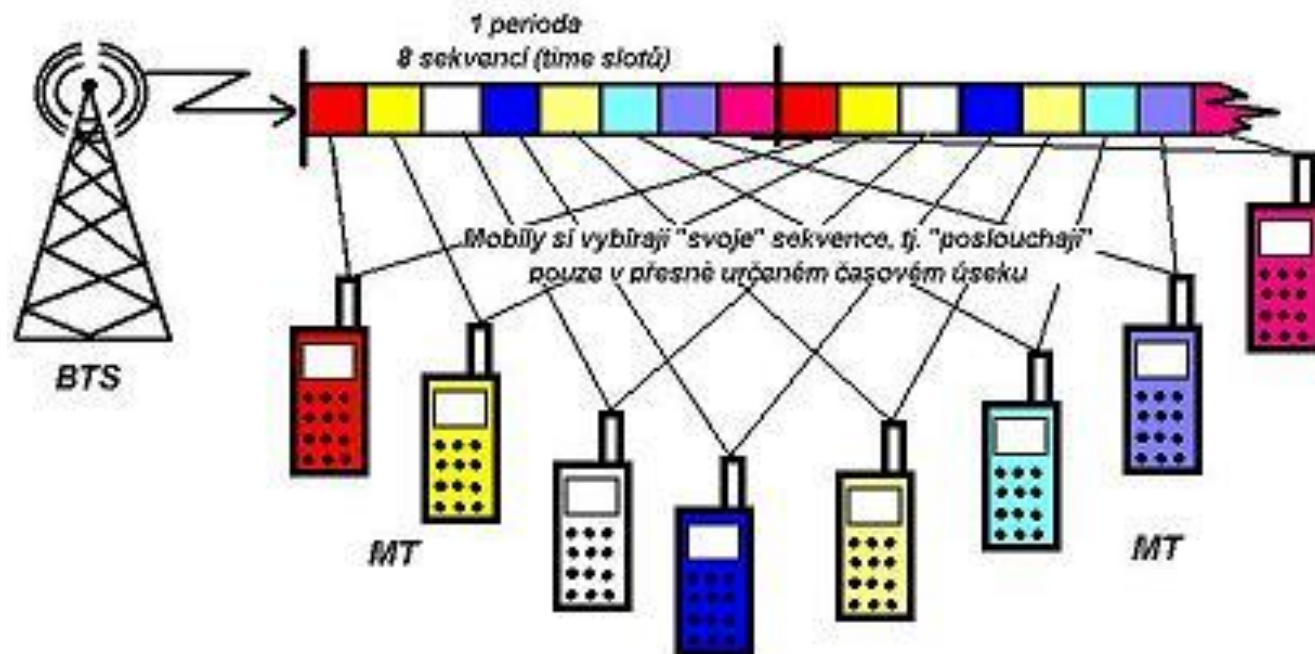 1 perioda
8 sekvencí (time slotů)
Mobily si vybírají "svoje" sekvence, tj. "poslouchají"
pouze v přesně určeném časovém úseku
BTS
MT
MT